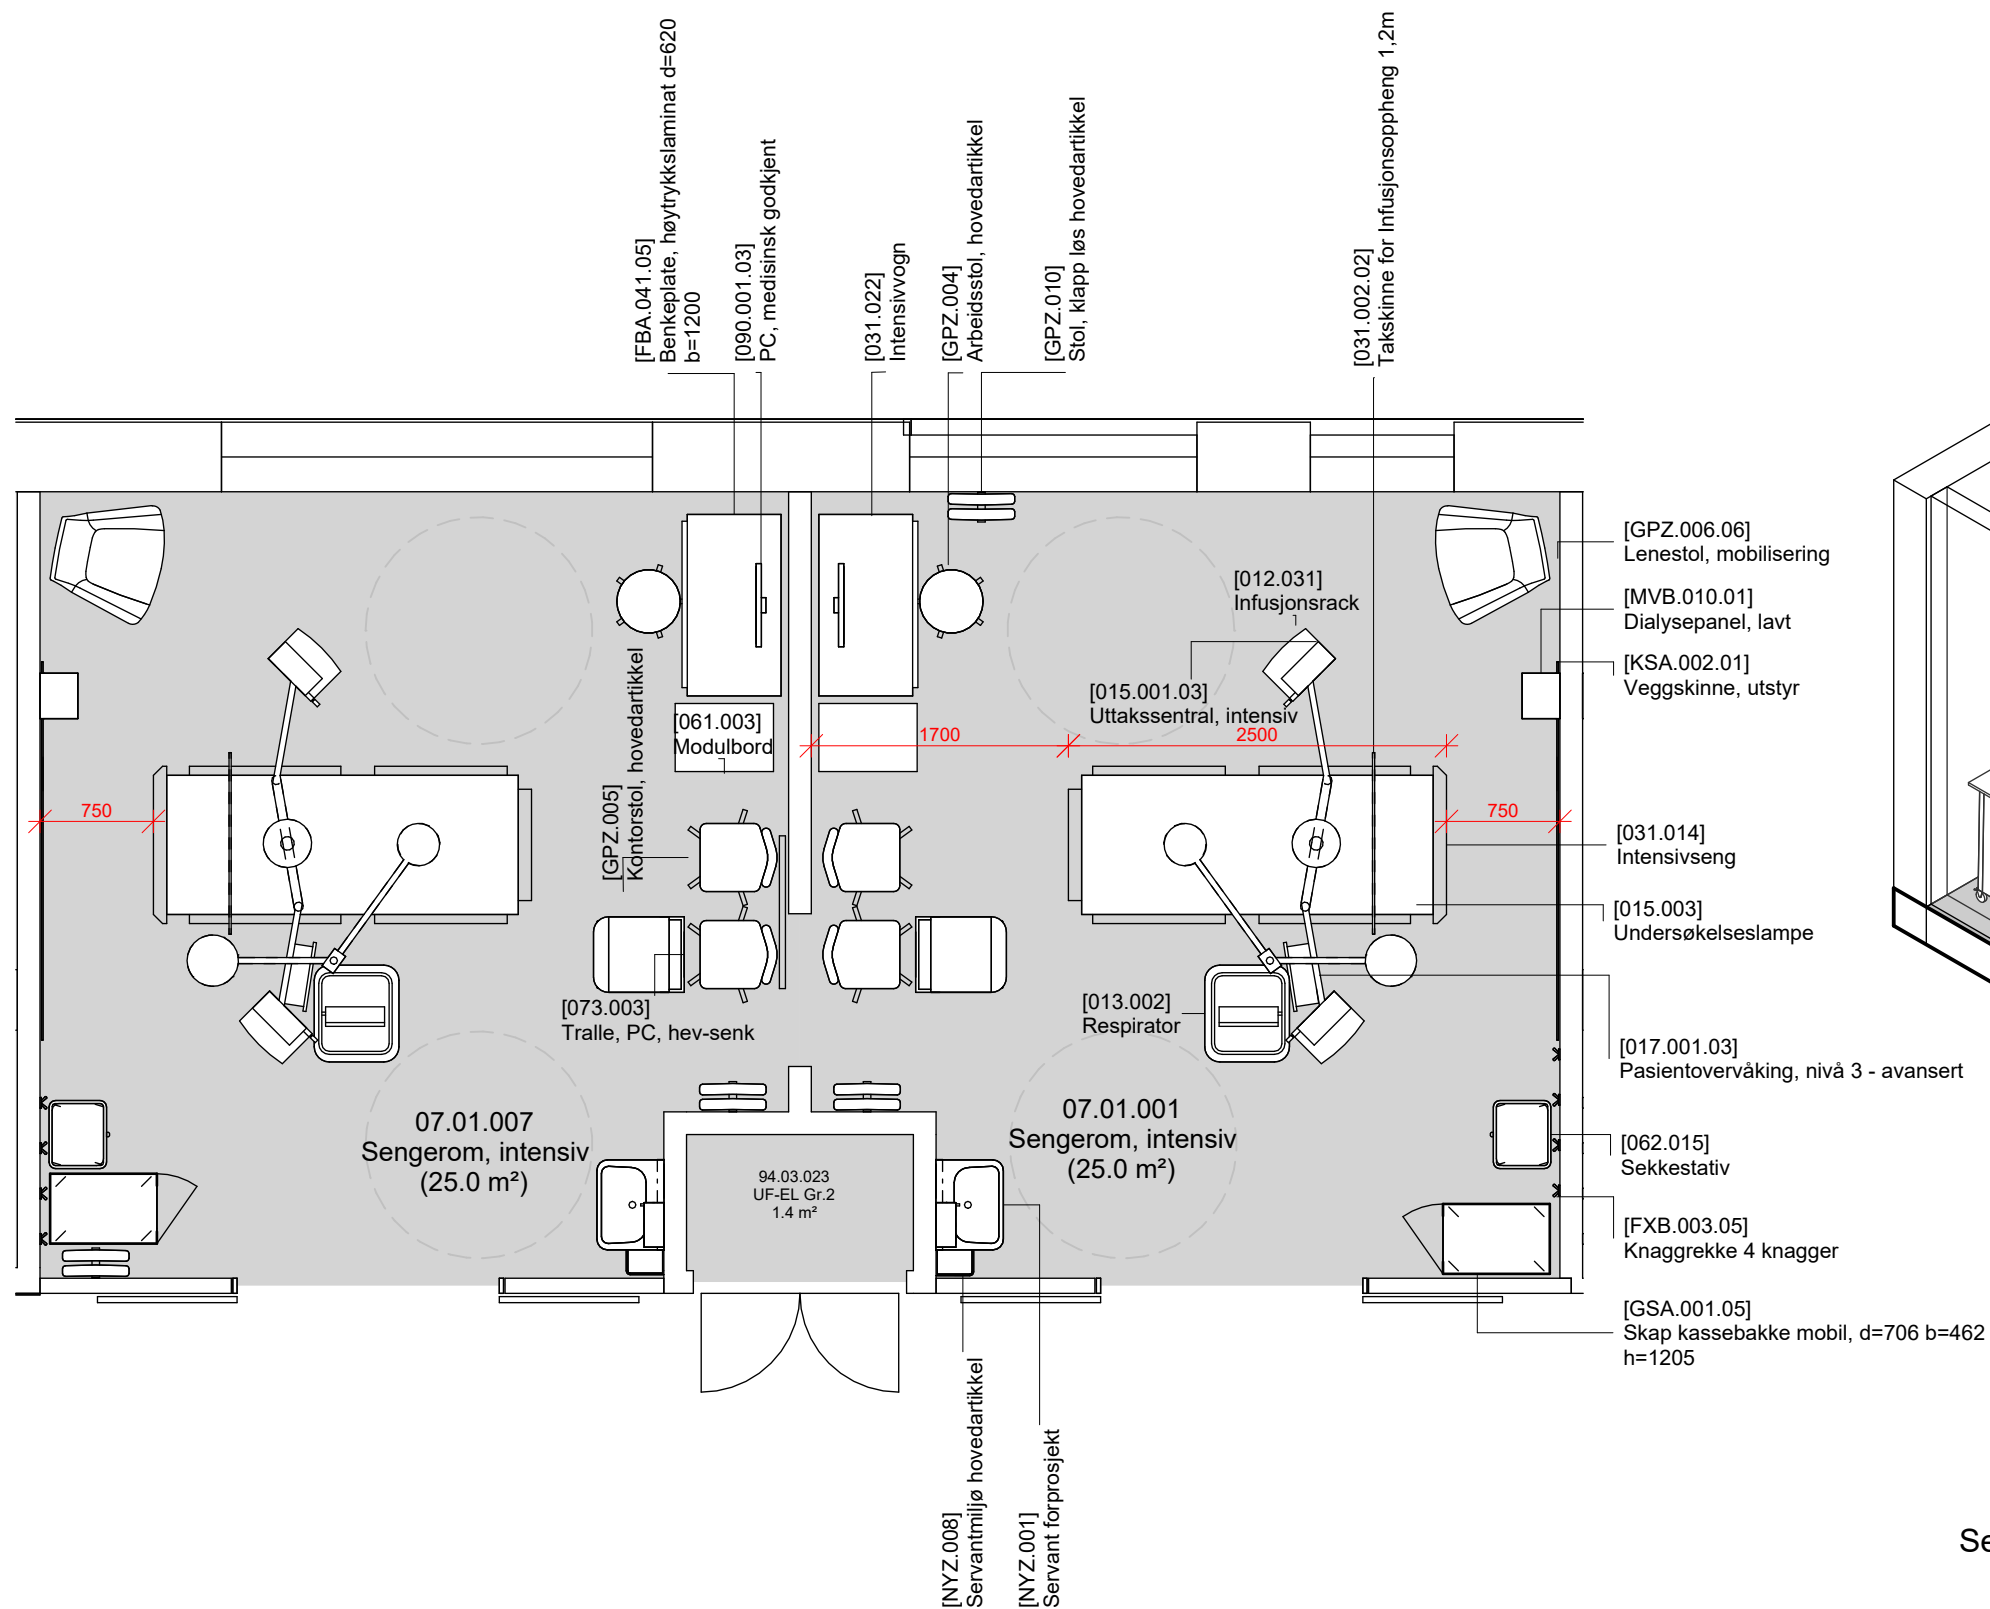 [FBA.041.05]
Benkeplate, høytrykkslaminat d=620
b=1200
[090.001.03]
PC, medisinsk godkjent
[031.022]
Intensivvogn
[GPZ.004]
Arbeidsstol, hovedartikkel
[GPZ.010]
Stol, klapp løs hovedartikkel
[031.002.02]
Takskinne for Infusjonsoppheng 1,2m
[GPZ.006.06]
Lenestol, mobilisering
[012.031]
Infusjonsrack
[MVB.010.01]
Dialysepanel, lavt
[KSA.002.01]
Veggskinne, utstyr
[015.001.03]
Uttakssentral, intensiv
[061.003]
Modulbord
1700
2500
[GPZ.005]
Kontorstol, hovedartikkel
750
750
[031.014]
Intensivseng
[015.003]
Undersøkelseslampe
[073.003]
Tralle, PC, hev-senk
[013.002]
Respirator
[017.001.03]
Pasientovervåking, nivå 3 - avansert
07.01.007
Sengerom, intensiv
(25.0 m²)
07.01.001
Sengerom, intensiv
(25.0 m²)
[062.015]
Sekkestativ
94.03.023
UF-EL Gr.2
1.4 m²
[FXB.003.05]
Knaggrekke 4 knagger
[GSA.001.05]
Skap kassebakke mobil, d=706 b=462
h=1205
[NYZ.008]
Servantmiljø hovedartikkel
[NYZ.001]
Servant forprosjekt
Se